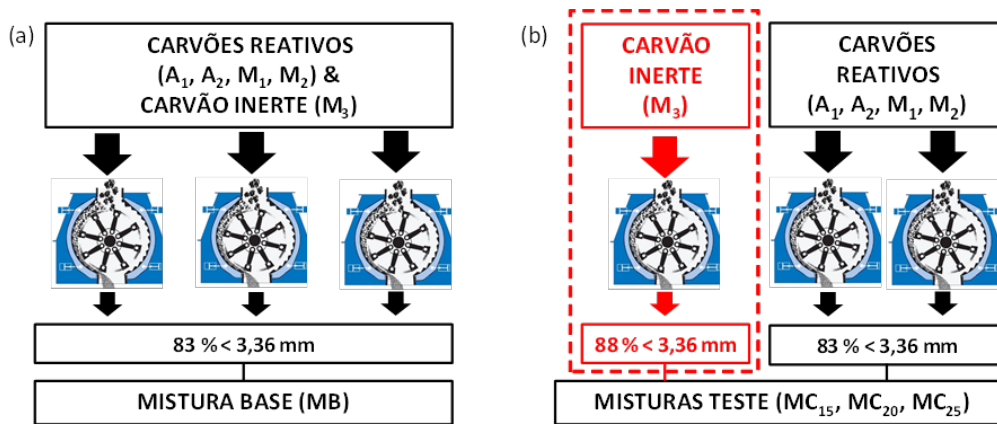 (a)
CARVÕES REATIVOS
(A₁, A₂, M₁, M₂) &
CARVÃO INERTE (M₃)
83 % < 3,36 mm
MISTURA BASE (MB)
(b)
CARVÃO
INERTE
(M₃)
CARVÕES
REATIVOS
(A₁, A₂, M₁, M₂)
88 % < 3,36 mm
83 % < 3,36 mm
MISTURAS TESTE (MC₁₅, MC₂₀, MC₂₅)